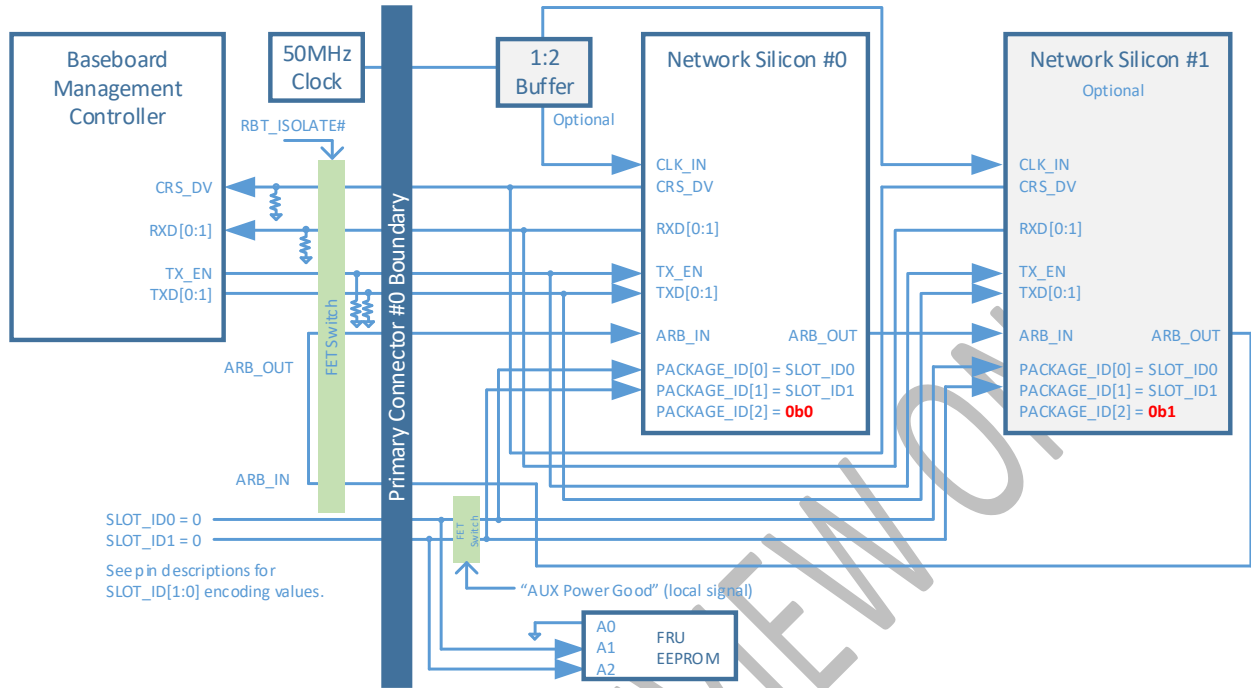 Baseboard
Management
Controller
CRS_DV
RXD[0:1]
TX_EN
TXD[0:1]
50MHz
Clock
RBT_ISOLATE#
FET Switch
ARB_OUT
ARB_IN
SLOT_ID0 = 0
SLOT_ID1 = 0
See pin descriptions for
SLOT_ID[1:0] encoding values.
Primary Connector #0 Boundary
1:2
Buffer
Optional
Network Silicon #0
CLK_IN
CRS_DV
RXD[0:1]
TX_EN
TXD[0:1]
ARB_IN ARB_OUT
PACKAGE_ID[0] = SLOT_ID0
PACKAGE_ID[1] = SLOT_ID1
PACKAGE_ID[2] = 0b0
Network Silicon #1
Optional
CLK_IN
CRS_DV
RXD[0:1]
TX_EN
TXD[0:1]
ARB_IN ARB_OUT
PACKAGE_ID[0] = SLOT_ID0
PACKAGE_ID[1] = SLOT_ID1
PACKAGE_ID[2] = 0b1
FET
Switch
“AUX Power Good” (local signal)
A0
A1
A2
FRU
EEPROM